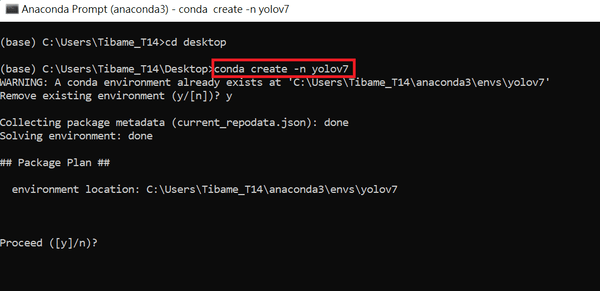 Anaconda Prompt (anaconda3) - conda  create -n yolov7
(base) C:\Users\Tibame_T14>cd desktop
(base) C:\Users\Tibame_T14\Desktop>conda create -n yolov7
WARNING: A conda environment already exists at 'C:\Users\Tibame_T14\anaconda3\envs\yolov7'
Remove existing environment (y/[n])? y
Collecting package metadata (current_repodata.json): done
Solving environment: done
## Package Plan ##
environment location: C:\Users\Tibame_T14\anaconda3\envs\yolov7
Proceed ([y]/n)?